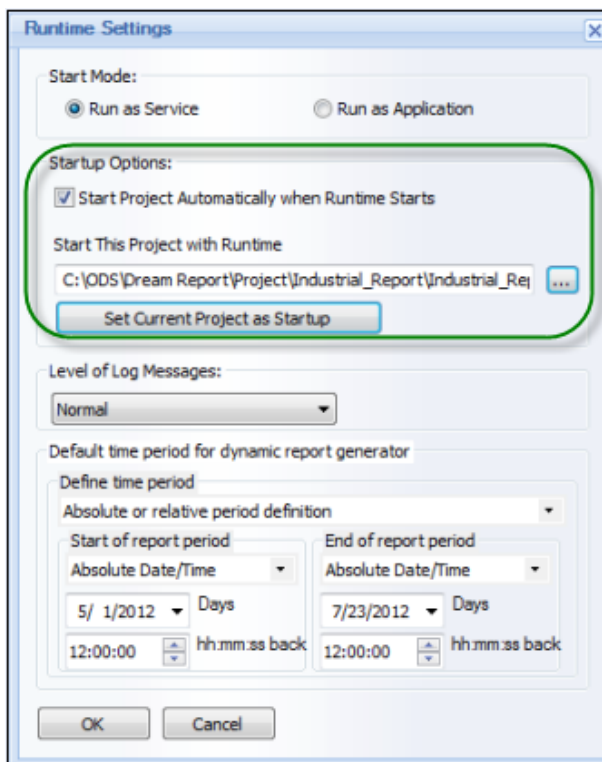 Runtime Settings
Start Mode:
Run as Service Run as Application
Startup Options:
Start Project Automatically when Runtime Starts
Start This Project with Runtime
C:\ODS\Dream Report\Project\Industrial_Report\Industrial_Re ...
Set Current Project as Startup
Level of Log Messages:
Normal
Default time period for dynamic report generator
Define time period
Absolute or relative period definition
Start of report period End of report period
Absolute Date/Time Absolute Date/Time
5/ 1/2012 Days 7/23/2012 Days
12:00:00 hh:mm:ss back 12:00:00 hh:mm:ss back
OK Cancel